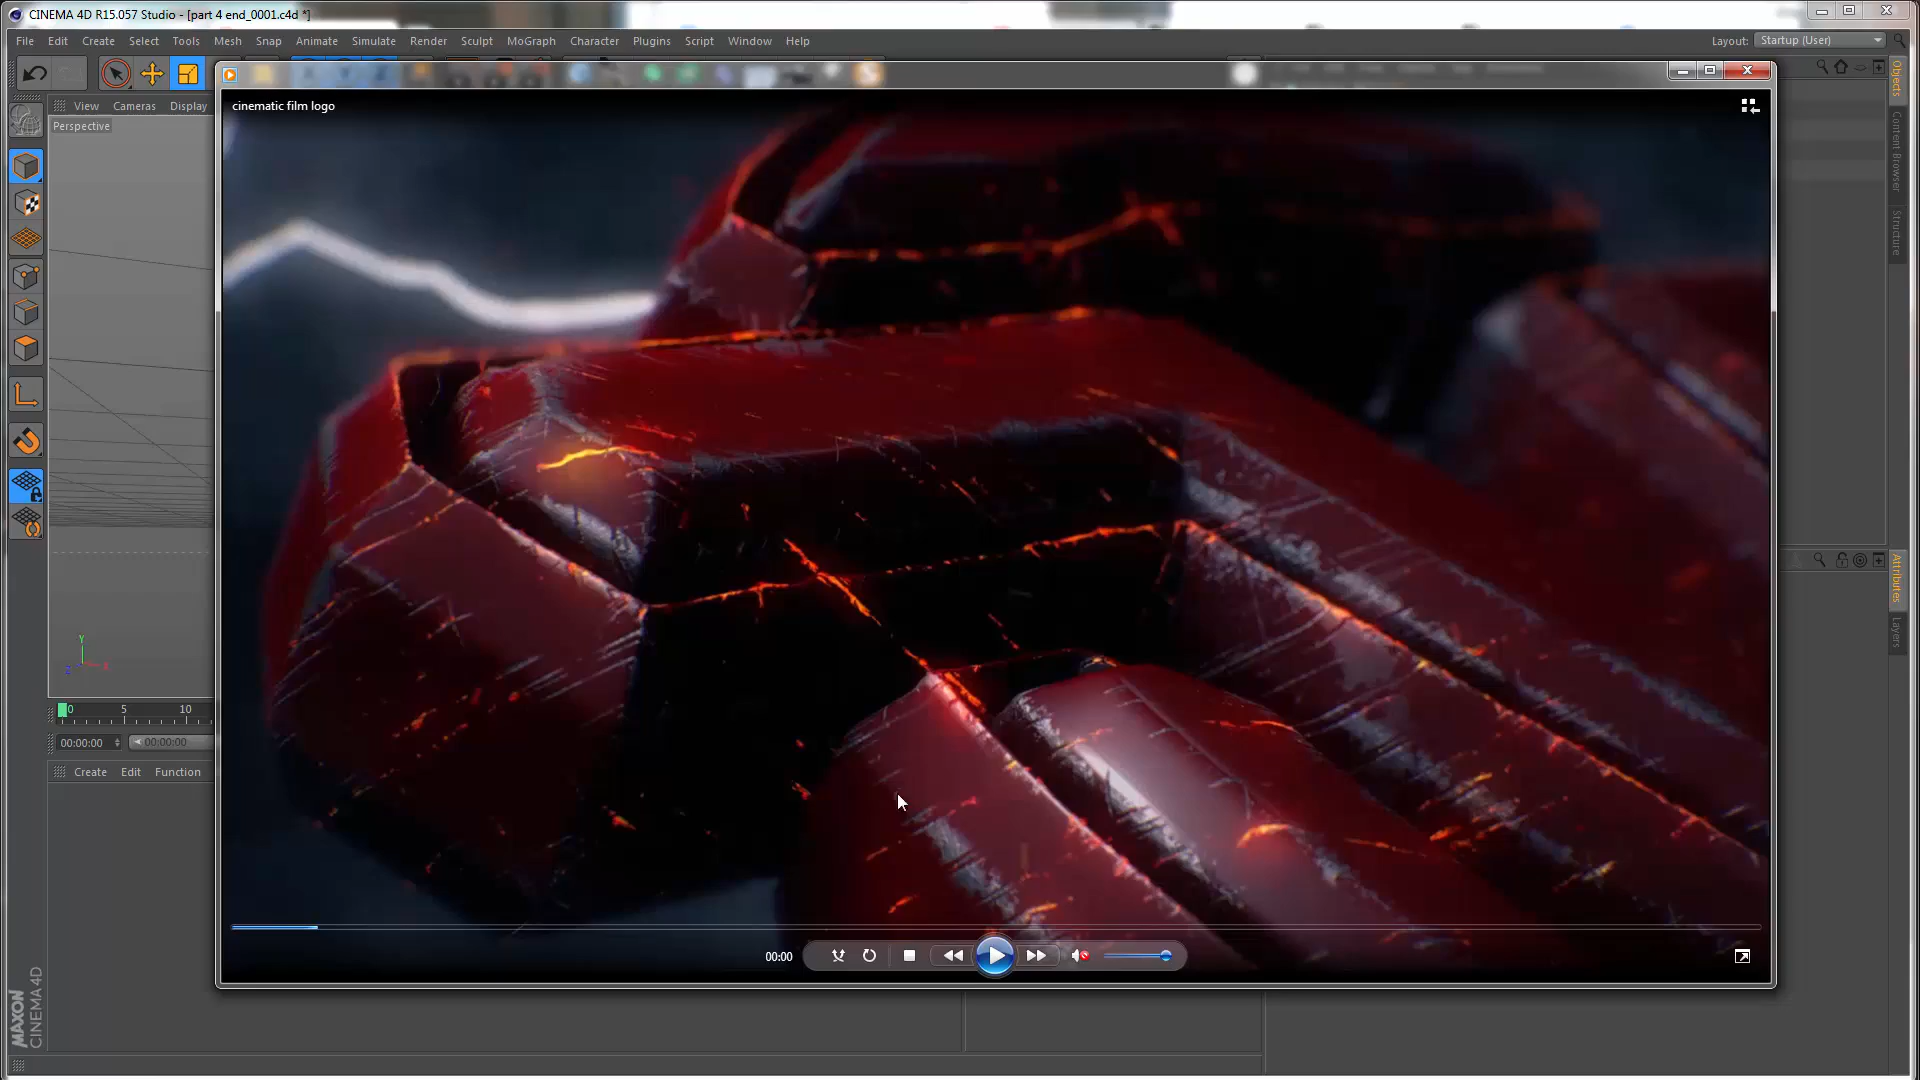 CINEMA 4D R15.057 Studio - [part 4 end_0001.c4d *]
File Edit Create Select Tools Mesh Snap Animate Simulate Render Sculpt MoGraph Character Plugins Script Window Help
Layout: Startup (User)
View Cameras Display
cinematic film logo
Perspective
Objects
Content Browser
Structure
Attributes
Layers
Y
X
Z
0 5 10
00:00:00 00:00:00
Create Edit Function
00:00
MAXON
CINEMA 4D